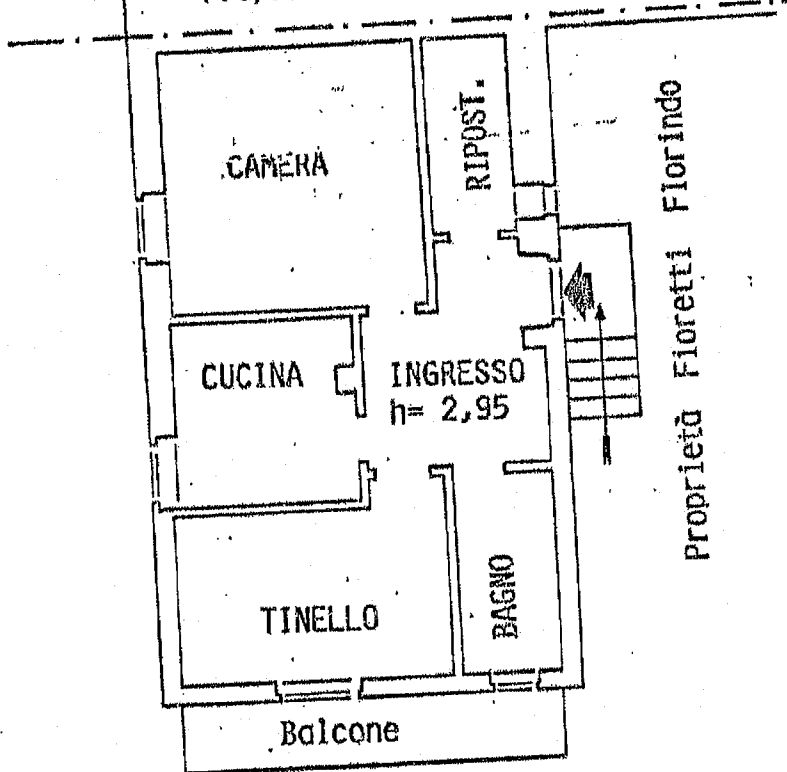 CAMERA
RIPOST.
CUCINA
INGRESSO
h= 2,95
TINELLO
BAGNO
Balcone
Proprietà Fioretti Florindo